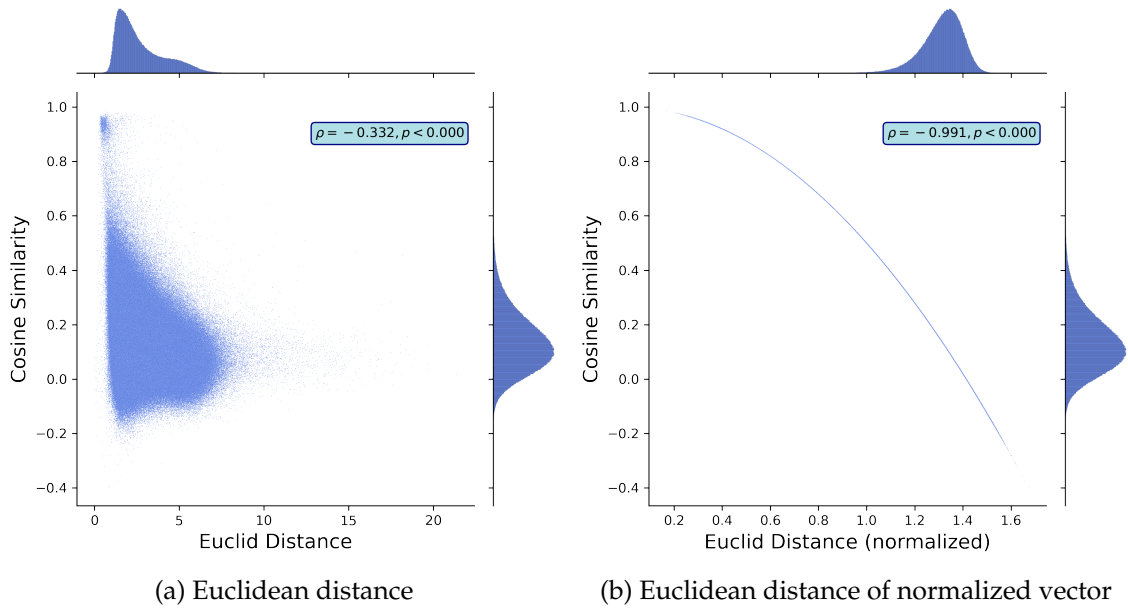 1.0
0.8
0.6
0.4
0.2
0.0
−0.2
−0.4
Cosine Similarity
ρ = −0.332, p < 0.000
0 5 10 15 20
Euclid Distance
(a) Euclidean distance
1.0
0.8
0.6
0.4
0.2
0.0
−0.2
−0.4
Cosine Similarity
ρ = −0.991, p < 0.000
0.2 0.4 0.6 0.8 1.0 1.2 1.4 1.6
Euclid Distance (normalized)
(b) Euclidean distance of normalized vector